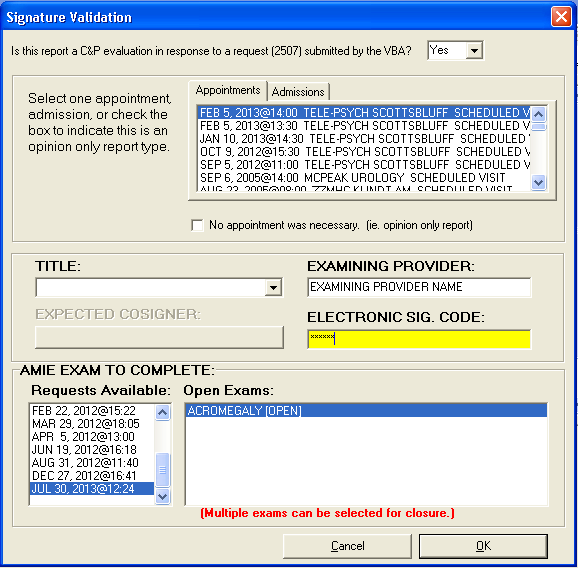 Signature Validation
Is this report a C&P evaluation in response to a request (2507) submitted by the VBA?
Yes
Select one appointment,
admission, or check the
box to indicate this is an
opinion only report type.
Appointments
Admissions
FEB 5, 2013@14:00 TELE-PSYCH SCOTTSBLUFF SCHEDULED V
FEB 5, 2013@13:30 TELE-PSYCH SCOTTSBLUFF SCHEDULED V
JAN 10, 2013@14:30 TELE-PSYCH SCOTTSBLUFF SCHEDULED
OCT 9, 2012@15:30 TELE-PSYCH SCOTTSBLUFF SCHEDULED V
SEP 5, 2012@11:00 TELE-PSYCH SCOTTSBLUFF SCHEDULED V
SEP 6, 2005@14:00 MCPEAK UROLOGY SCHEDULED VISIT
AUG 23, 2005@08:00 ZZMHC KLINDT AM SCHEDULED VISIT
No appointment was necessary. (ie. opinion only report)
TITLE:
EXAMINING PROVIDER:
EXAMINING PROVIDER NAME
EXPECTED COSIGNER:
ELECTRONIC SIG. CODE:
******
AMIE EXAM TO COMPLETE:
Requests Available:
Open Exams:
FEB 22, 2012@15:22
MAR 29, 2012@18:05
APR 5, 2012@13:00
JUN 19, 2012@16:18
AUG 31, 2012@11:40
DEC 27, 2012@16:41
JUL 30, 2013@12:24
ACROMEGALY [OPEN]
(Multiple exams can be selected for closure.)
Cancel
OK